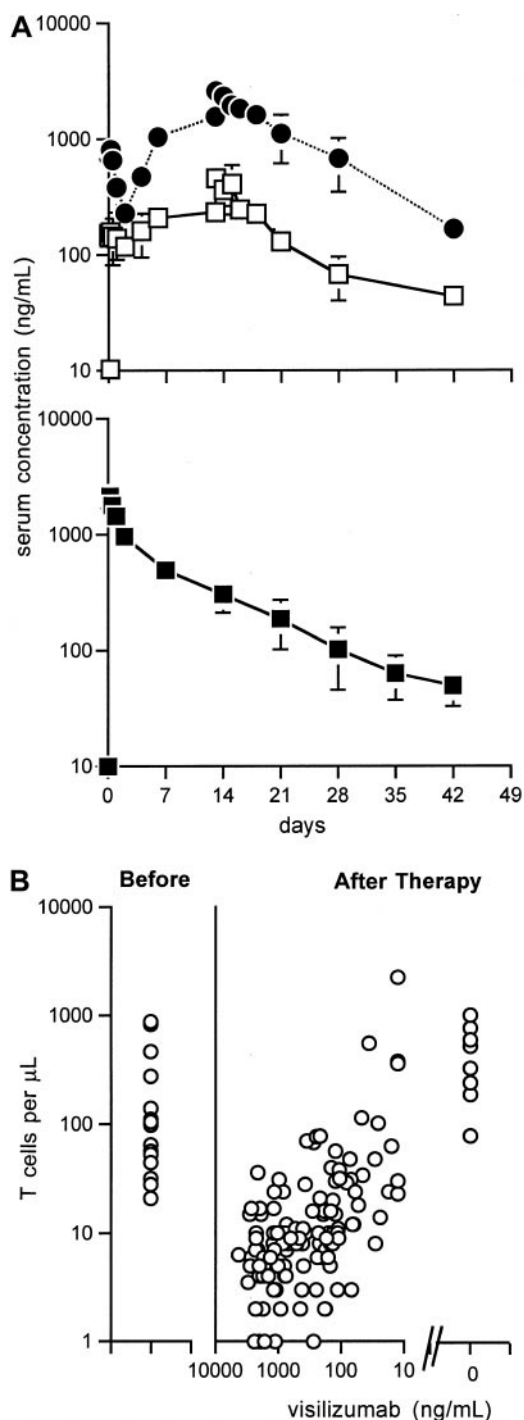 A
serum concentration (ng/mL)
10000
1000
100
10
10000
1000
100
10
0 7 14 21 28 35 42 49
days
B
Before After Therapy
T cells per µL
10000
1000
100
10
1
10000 1000 100 10 0
visilizumab (ng/mL)